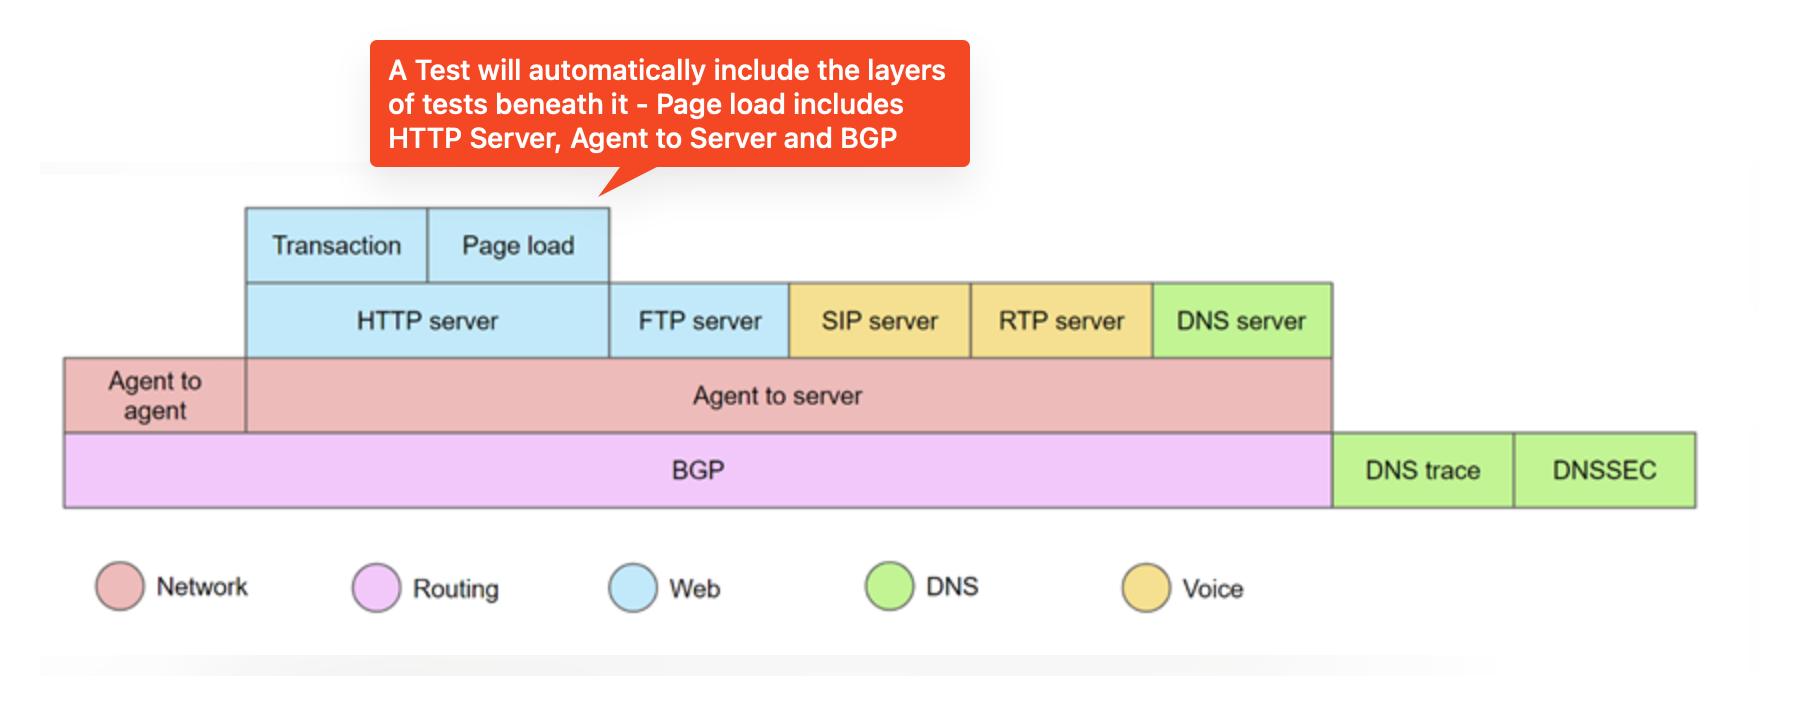 A Test will automatically include the layers
of tests beneath it - Page load includes
HTTP Server, Agent to Server and BGP
Transaction
Page load
HTTP server
FTP server
SIP server
RTP server
DNS server
Agent to
agent
Agent to server
BGP
DNS trace
DNSSEC
Network
Routing
Web
DNS
Voice